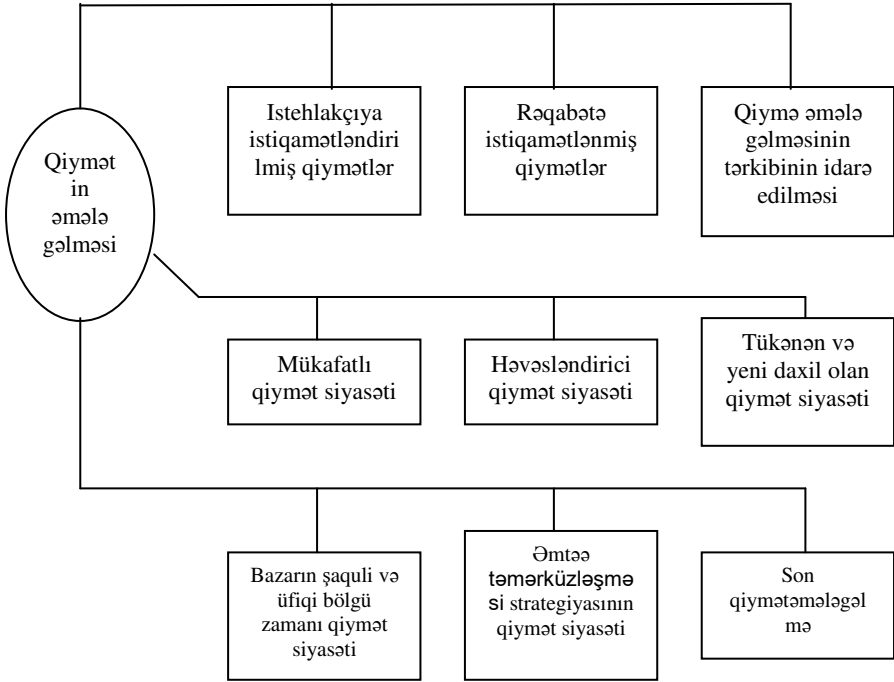 Qiymət
in
əmələ
gəlməsi
Istehlakçıya
istiqamətləndiri
lmiş qiymətlər
Rəqabətə
istiqamətlənmiş
qiymətlər
Qiymə əmələ
gəlməsinin
tərkibinin idarə
edilməsi
Mükafatlı
qiymət siyasəti
Həvəsləndirici
qiymət siyasəti
Tükənən və
yeni daxil olan
qiymət siyasəti
Bazarın şaquli və
üfiqi bölgü
zamanı qiymət
siyasəti
Əmtəə
təmərküzləşmə
si strategiyasının
qiymət siyasəti
Son
qiymətəmələgəl
mə